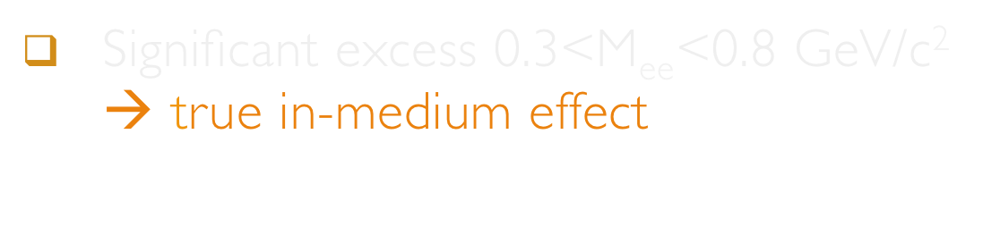 ❑ Significant excess 0.3<Mee<0.8 GeV/c²
→ true in-medium effect